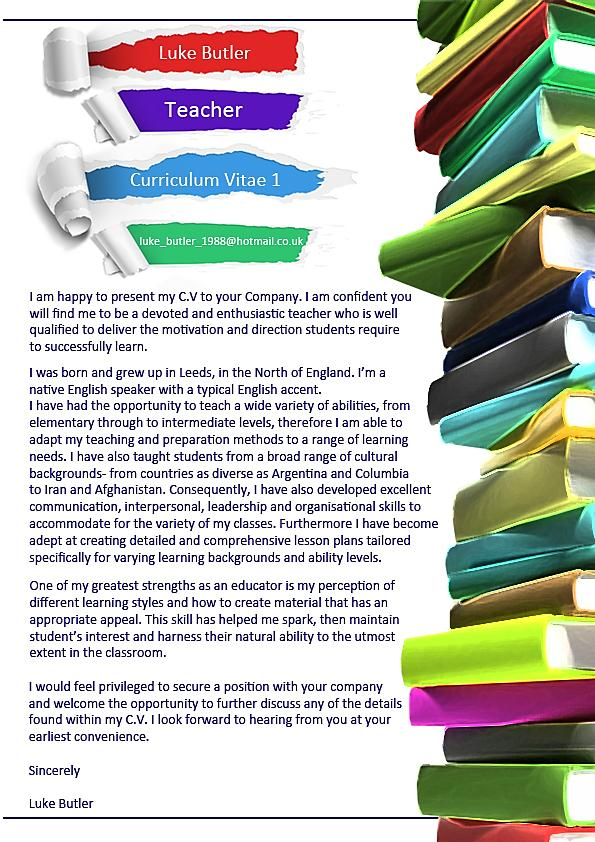 Luke Butler
Teacher
Curriculum Vitae 1
luke_butler_1988@hotmail.co.uk
I am happy to present my C.V to your Company. I am confident you
will find me to be a devoted and enthusiastic teacher who is well
qualified to deliver the motivation and direction students require
to successfully learn.
I was born and grew up in Leeds, in the North of England. I'm a
native English speaker with a typical English accent.
I have had the opportunity to teach a wide variety of abilities, from
elementary through to intermediate levels, therefore I am able to
adapt my teaching and preparation methods to a range of learning
needs. I have also taught students from a broad range of cultural
backgrounds- from countries as diverse as Argentina and Columbia
to Iran and Afghanistan. Consequently, I have also developed excellent
communication, interpersonal, leadership and organisational skills to
accommodate for the variety of my classes. Furthermore I have become
adept at creating detailed and comprehensive lesson plans tailored
specifically for varying learning backgrounds and ability levels.
One of my greatest strengths as an educator is my perception of
different learning styles and how to create material that has an
appropriate appeal. This skill has helped me spark, then maintain
student's interest and harness their natural ability to the utmost
extent in the classroom.
I would feel privileged to secure a position with your company
and welcome the opportunity to further discuss any of the details
found within my C.V. I look forward to hearing from you at your
earliest convenience.
Sincerely
Luke Butler